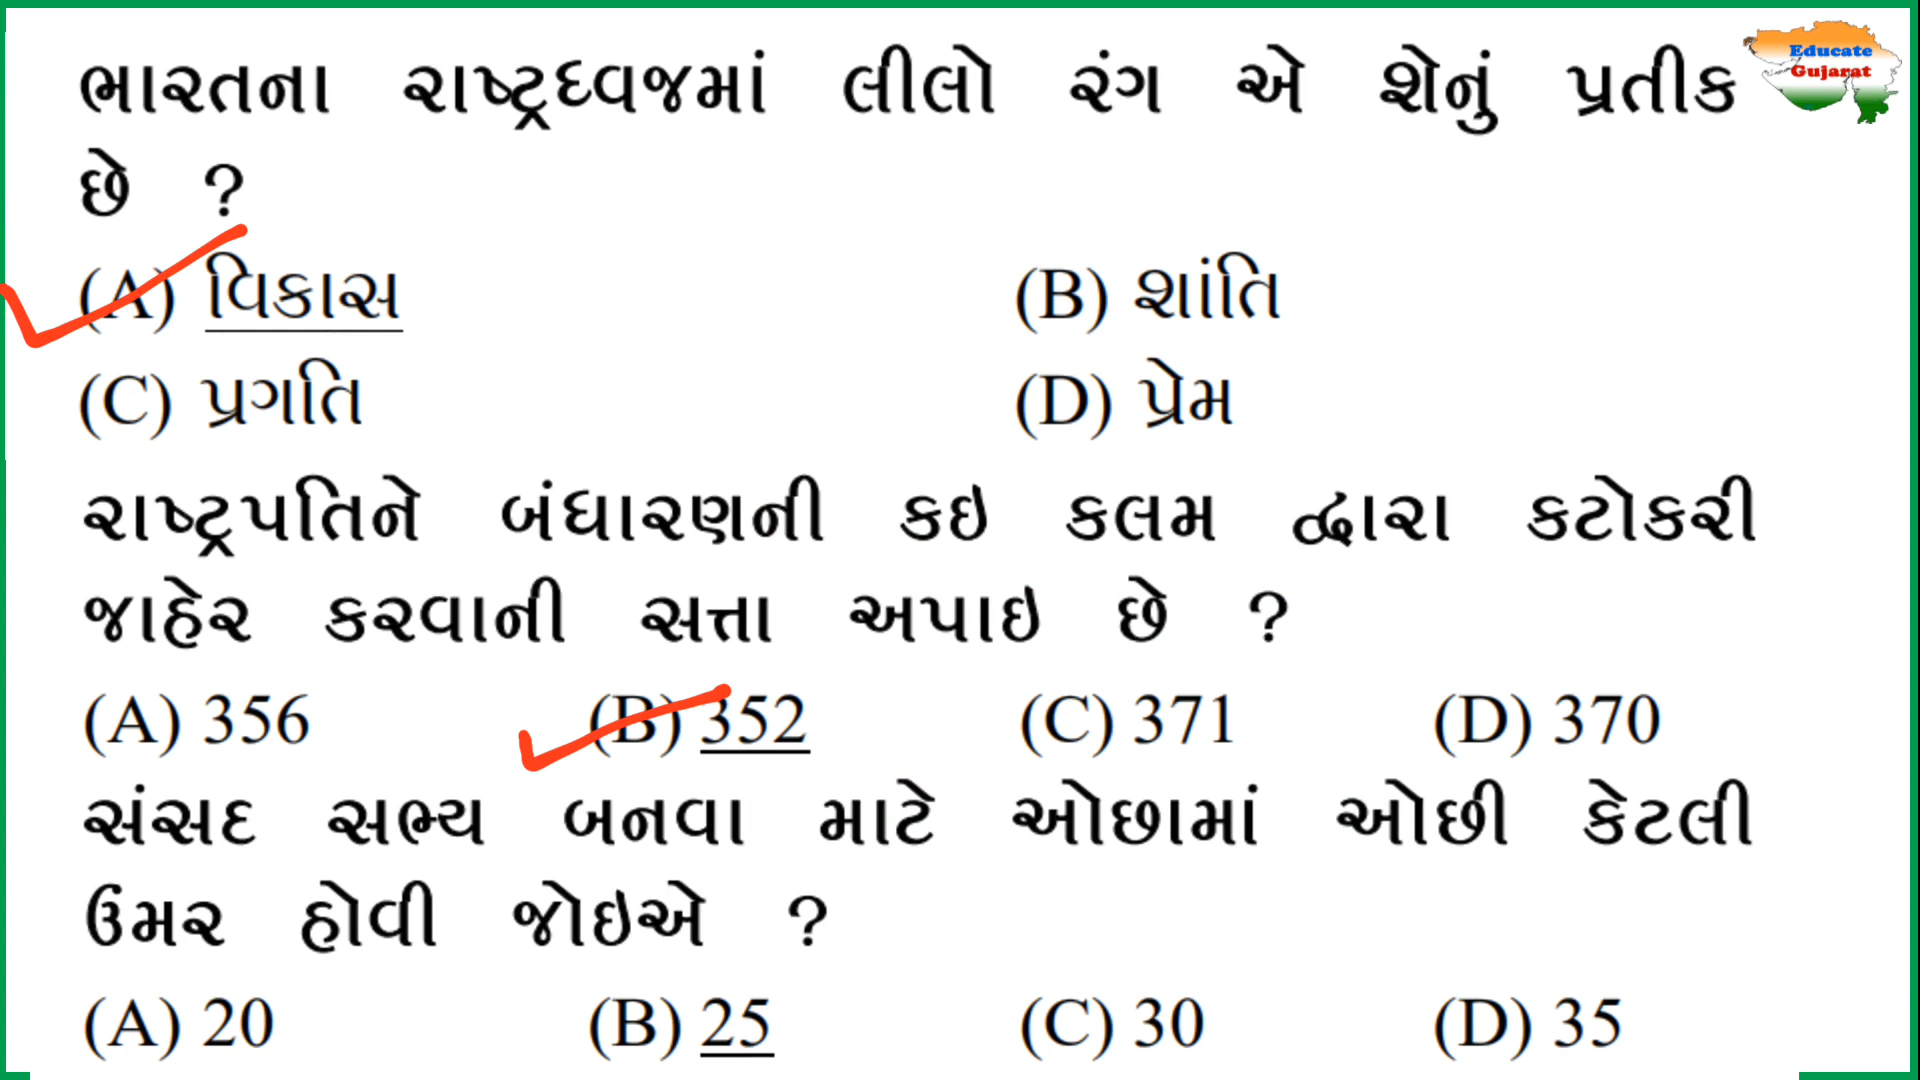 ભારતના રાષ્ટ્રધ્વજમાં લીલો રંગ એ શેનું પ્રતીક
Educate
Gujarat
છે ?
(A) વિકાસ (B) શાંતિ
(C) પ્રગતિ (D) પ્રેમ
રાષ્ટ્રપતિને બંધારણની કઇ કલમ દ્વારા કટોકરી
જાહેર કરવાની સત્તા અપાઇ છે ?
(A) 356 (B) 352 (C) 371 (D) 370
સંસદ સભ્ય બનવા માટે ઓછામાં ઓછી કેટલી
ઉંમર હોવી જોઇએ ?
(A) 20 (B) 25 (C) 30 (D) 35